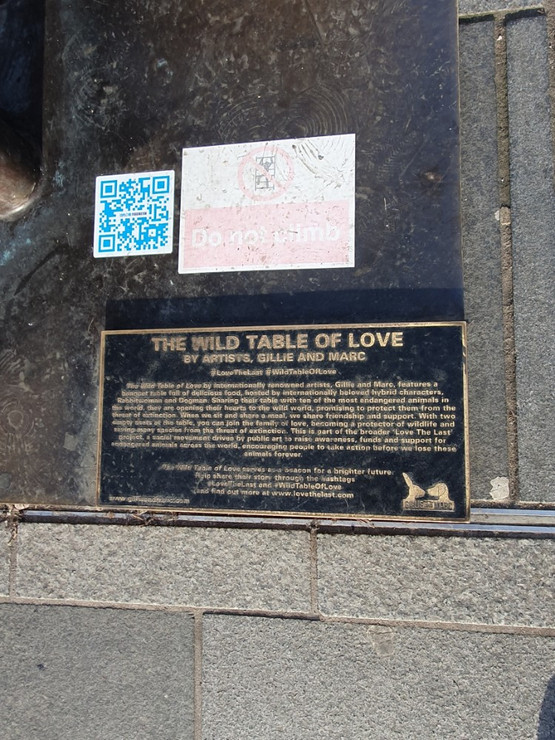 Do not climb
THE WILD TABLE OF LOVE
BY ARTISTS, GILLIE AND MARC
#LoveTheLast #WildTableOfLove
The Wild Table of Love by internationally renowned artists, Gillie and Marc, features a
banquet table full of delicious food, hosted by internationally beloved hybrid characters,
Rabbitwoman and Dogman. Sharing their table with ten of the most endangered animals in
the world, they are opening their hearts to the wild world, promising to protect them from the
threat of extinction. When we sit and share a meal, we share friendship and support. With two
empty seats at the table, you can join the family of love, becoming a protector of wildlife and
saving many species from the threat of extinction. This is part of the broader 'Love The Last'
project, a social movement driven by public art to raise awareness, funds and support for
endangered animals across the world, encouraging people to take action before we lose these
animals forever.
The Wild Table of Love serves as a beacon for a brighter future.
Help share their story through the hashtags
#LoveTheLast and #WildTableOfLove
and find out more at www.lovethelast.com